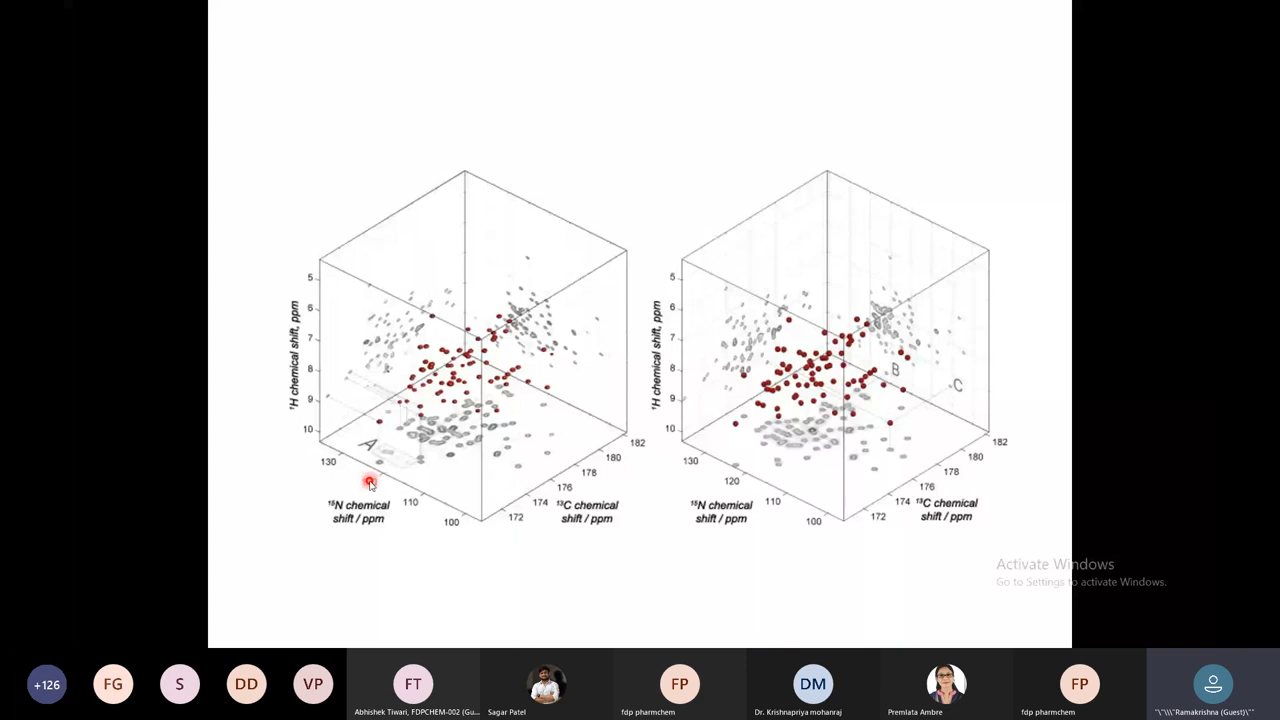 5
6
7
8
9
10
¹H chemical shift, ppm
A
130
110
100
¹⁵N chemical
shift / ppm
172
174
176
178
180
182
¹³C chemical
shift / ppm
5
6
7
8
9
10
¹H chemical shift, ppm
B
C
130
120
110
100
¹⁵N chemical
shift / ppm
172
174
176
178
180
182
¹³C chemical
shift / ppm
Activate Windows
Go to Settings to activate Windows.
+126
FG
S
DD
VP
FT
Abhishek Tiwari, FDPCHEM-002 (Gu...
Sagar Patel
FP
fdp pharmchem
DM
Dr. Krishnapriya mohanraj
Premlata Ambre
FP
fdp pharmchem
"\"\\\"Ramakrishna (Guest)\""